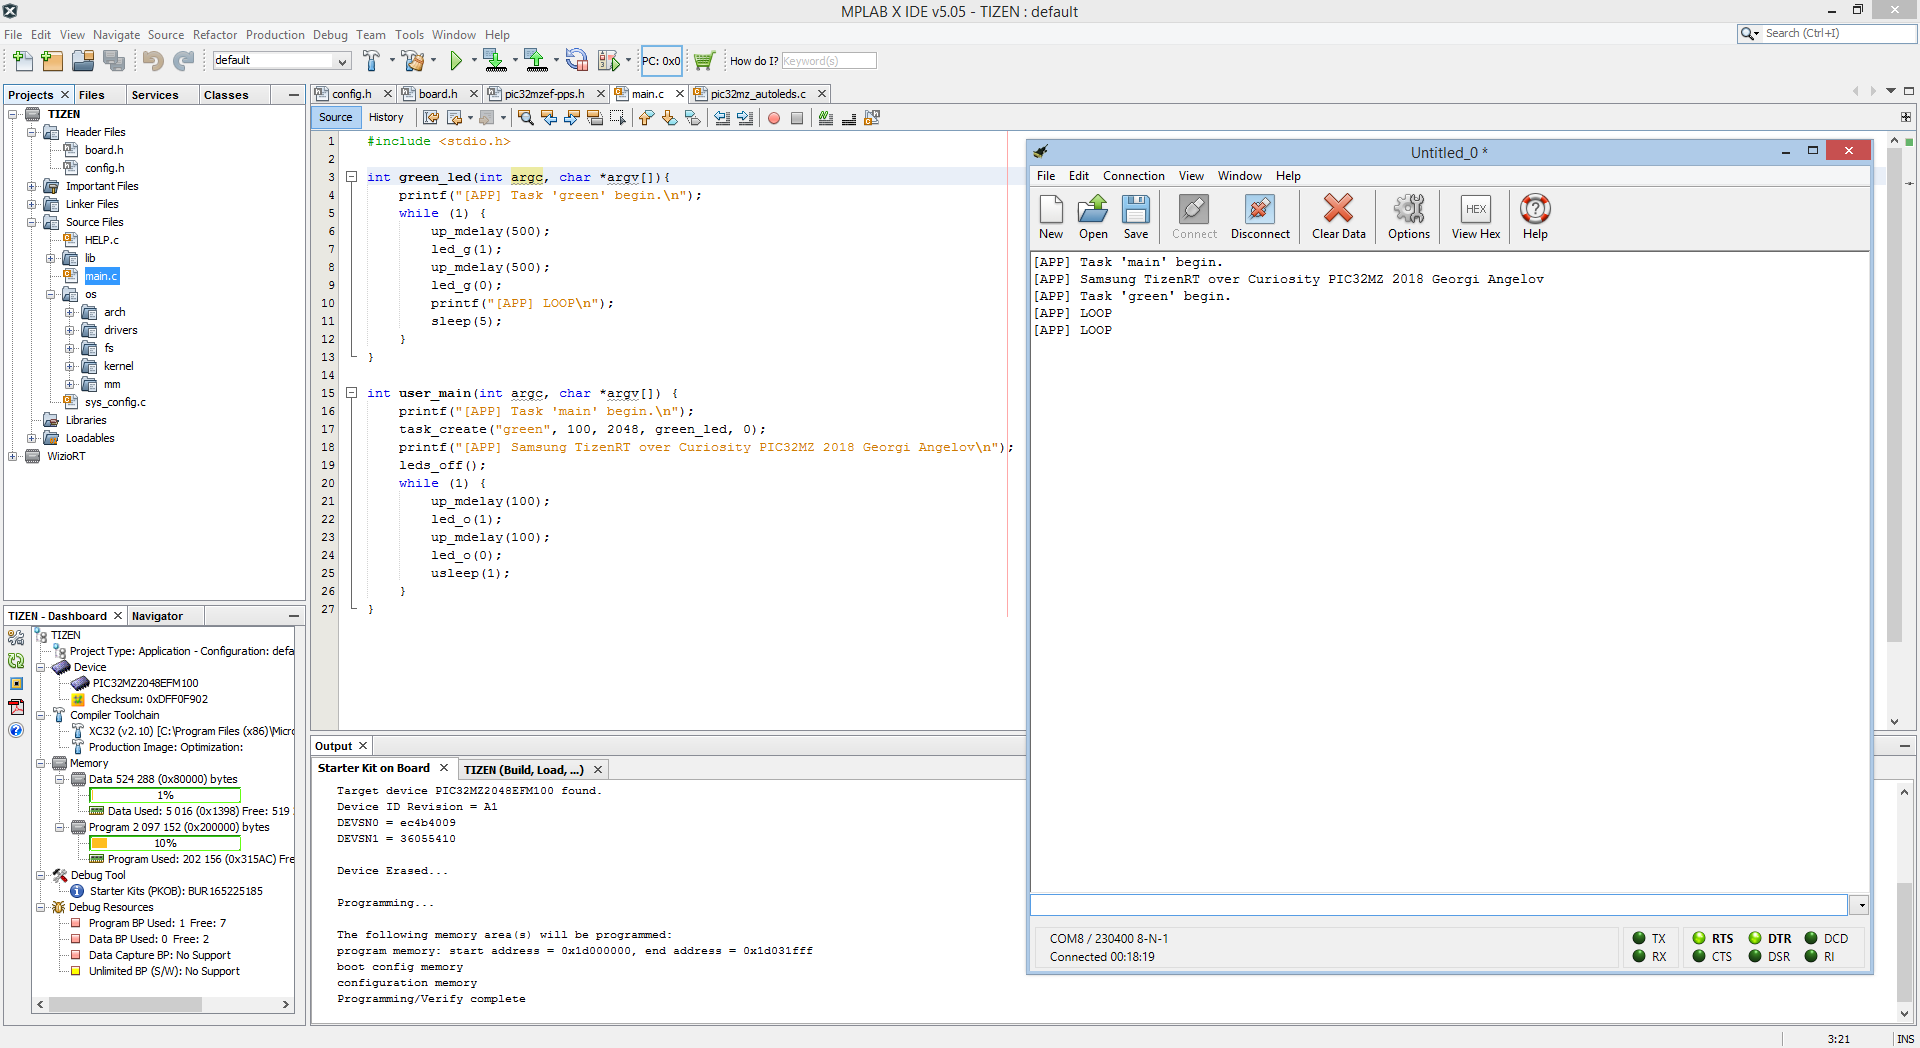 MPLAB X IDE v5.05 - TIZEN : default
File Edit View Navigate Source Refactor Production Debug Team Tools Window Help
Search (Ctrl+I)
default
PC: 0x0
How do I?
Keyword(s)
Projects Files Services Classes
TIZEN
Header Files
board.h
config.h
Important Files
Linker Files
Source Files
HELP.c
lib
main.c
os
arch
drivers
fs
kernel
mm
sys_config.c
Libraries
Loadables
WizioRT
config.h board.h pic32mzef-pps.h main.c pic32mz_autoleds.c
Source History
1 #include <stdio.h>
2
3 int green_led(int argc, char *argv[]){
4 printf("[APP] Task 'green' begin.\n");
5 while (1) {
6 up_mdelay(500);
7 led_g(1);
8 up_mdelay(500);
9 led_g(0);
10 printf("[APP] LOOP\n");
11 sleep(5);
12 }
13 }
14
15 int user_main(int argc, char *argv[]) {
16 printf("[APP] Task 'main' begin.\n");
17 task_create("green", 100, 2048, green_led, 0);
18 printf("[APP] Samsung TizenRT over Curiosity PIC32MZ 2018 Georgi Angelov\n");
19 leds_off();
20 while (1) {
21 up_mdelay(100);
22 led_o(1);
23 up_mdelay(100);
24 led_o(0);
25 usleep(1);
26 }
27 }
Untitled_0 *
File Edit Connection View Window Help
New Open Save Connect Disconnect Clear Data Options HEX View Hex Help
[APP] Task 'main' begin.
[APP] Samsung TizenRT over Curiosity PIC32MZ 2018 Georgi Angelov
[APP] Task 'green' begin.
[APP] LOOP
[APP] LOOP
COM8 / 230400 8-N-1
Connected 00:18:19
TX RTS DTR DCD
RX CTS DSR RI
TIZEN - Dashboard Navigator
TIZEN
Project Type: Application - Configuration: defa
Device
PIC32MZ2048EFM100
Checksum: 0xDFF0F902
Compiler Toolchain
XC32 (v2.10) [C:\Program Files (x86)\Micr
Production Image: Optimization:
Memory
Data 524 288 (0x80000) bytes
1%
Data Used: 5 016 (0x1398) Free: 519
Program 2 097 152 (0x200000) bytes
10%
Program Used: 202 156 (0x315AC) Fre
Debug Tool
Starter Kits (PKOB): BUR165225185
Debug Resources
Program BP Used: 1 Free: 7
Data BP Used: 0 Free: 2
Data Capture BP: No Support
Unlimited BP (S/W): No Support
Output
Starter Kit on Board TIZEN (Build, Load, ...)
Target device PIC32MZ2048EFM100 found.
Device ID Revision = A1
DEVSN0 = ec4b4009
DEVSN1 = 36055410
Device Erased...
Programming...
The following memory area(s) will be programmed:
program memory: start address = 0x1d000000, end address = 0x1d031fff
boot config memory
configuration memory
Programming/Verify complete
3:21 INS